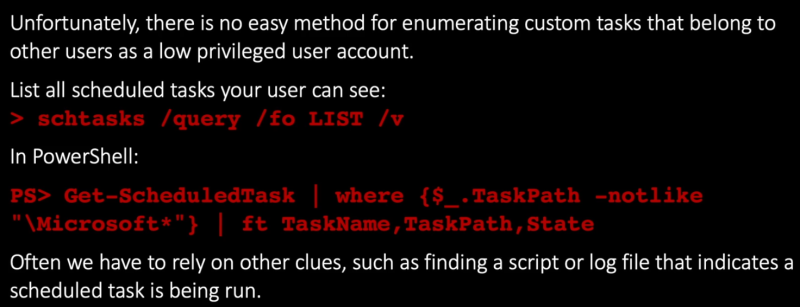 Unfortunately, there is no easy method for enumerating custom tasks that belong to
other users as a low privileged user account.
List all scheduled tasks your user can see:
> schtasks /query /fo LIST /v
In PowerShell:
PS> Get-ScheduledTask | where {$_.TaskPath -notlike
"\Microsoft*"} | ft TaskName,TaskPath,State
Often we have to rely on other clues, such as finding a script or log file that indicates a
scheduled task is being run.